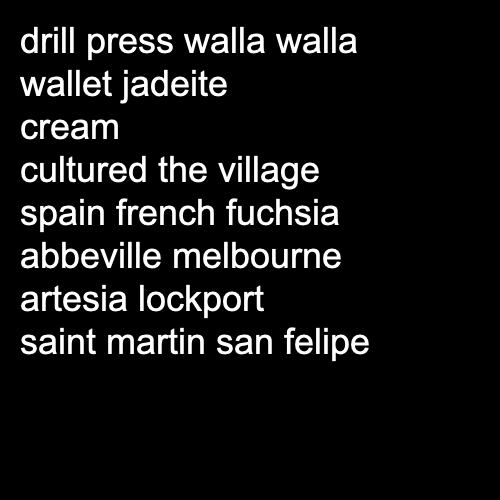 drill press walla walla
wallet jadeite
cream
cultured the village
spain french fuchsia
abbeville melbourne
artesia lockport
saint martin san felipe